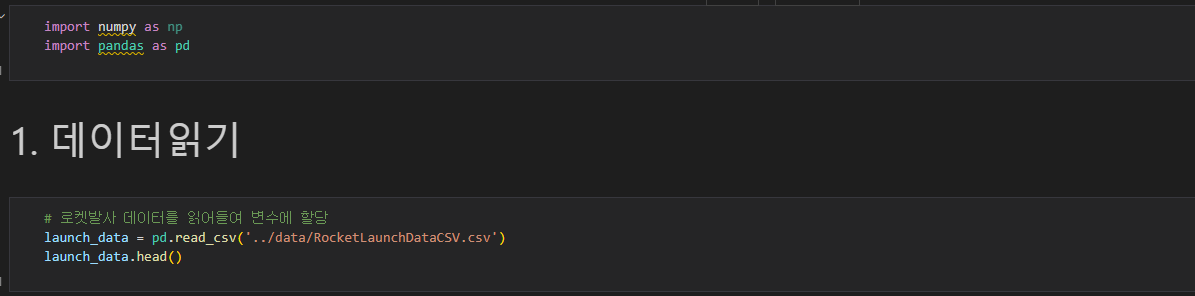 import numpy as np
import pandas as pd
1. 데이터읽기
# 로켓발사 데이터를 읽어들여 변수에 할당
launch_data = pd.read_csv('../data/RocketLaunchDataCSV.csv')
launch_data.head()